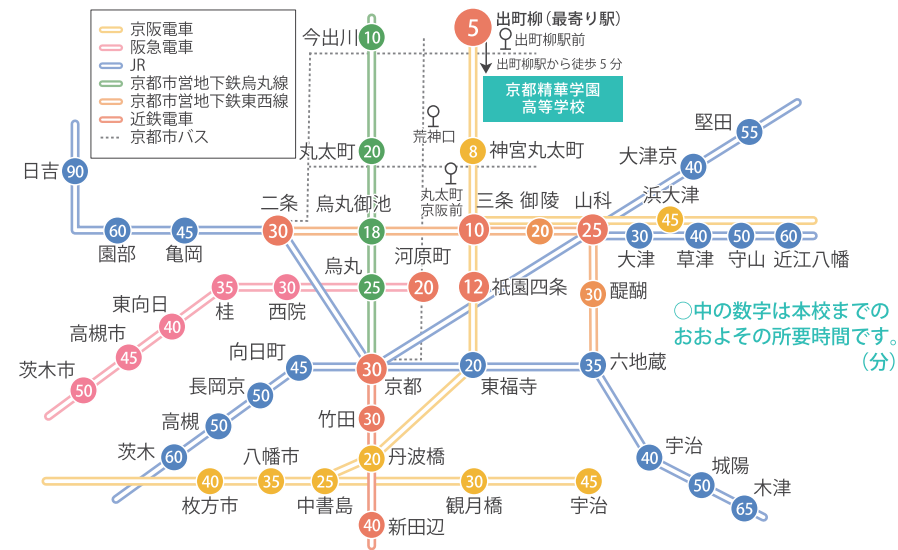 京阪電車
阪急電車
JR
京都市営地下鉄烏丸線
京都市営地下鉄東西線
近鉄電車
京都市バス
今出川
10
5
出町柳（最寄り駅）
出町柳駅前
出町柳駅から徒歩5分
京都精華学園
高等学校
荒神口
堅田
55
日吉
90
丸太町
20
8
神宮丸太町
大津京
40
丸太町
京阪前
二条
30
烏丸御池
18
三条
10
御陵
20
山科
25
浜大津
45
園部
60
亀岡
45
大津
30
草津
40
守山
50
近江八幡
60
烏丸
25
河原町
20
12
祇園四条
30
醍醐
東向日
桂
35
西院
30
高槻市
40
茨木市
45
50
○中の数字は本校までの
おおよその所要時間です。
（分）
向日町
45
30
京都
20
東福寺
35
六地蔵
長岡京
50
高槻
50
茨木
60
竹田
30
八幡市
20
丹波橋
枚方市
40
35
中書島
25
観月橋
30
宇治
45
新田辺
40
宇治
40
城陽
50
木津
65